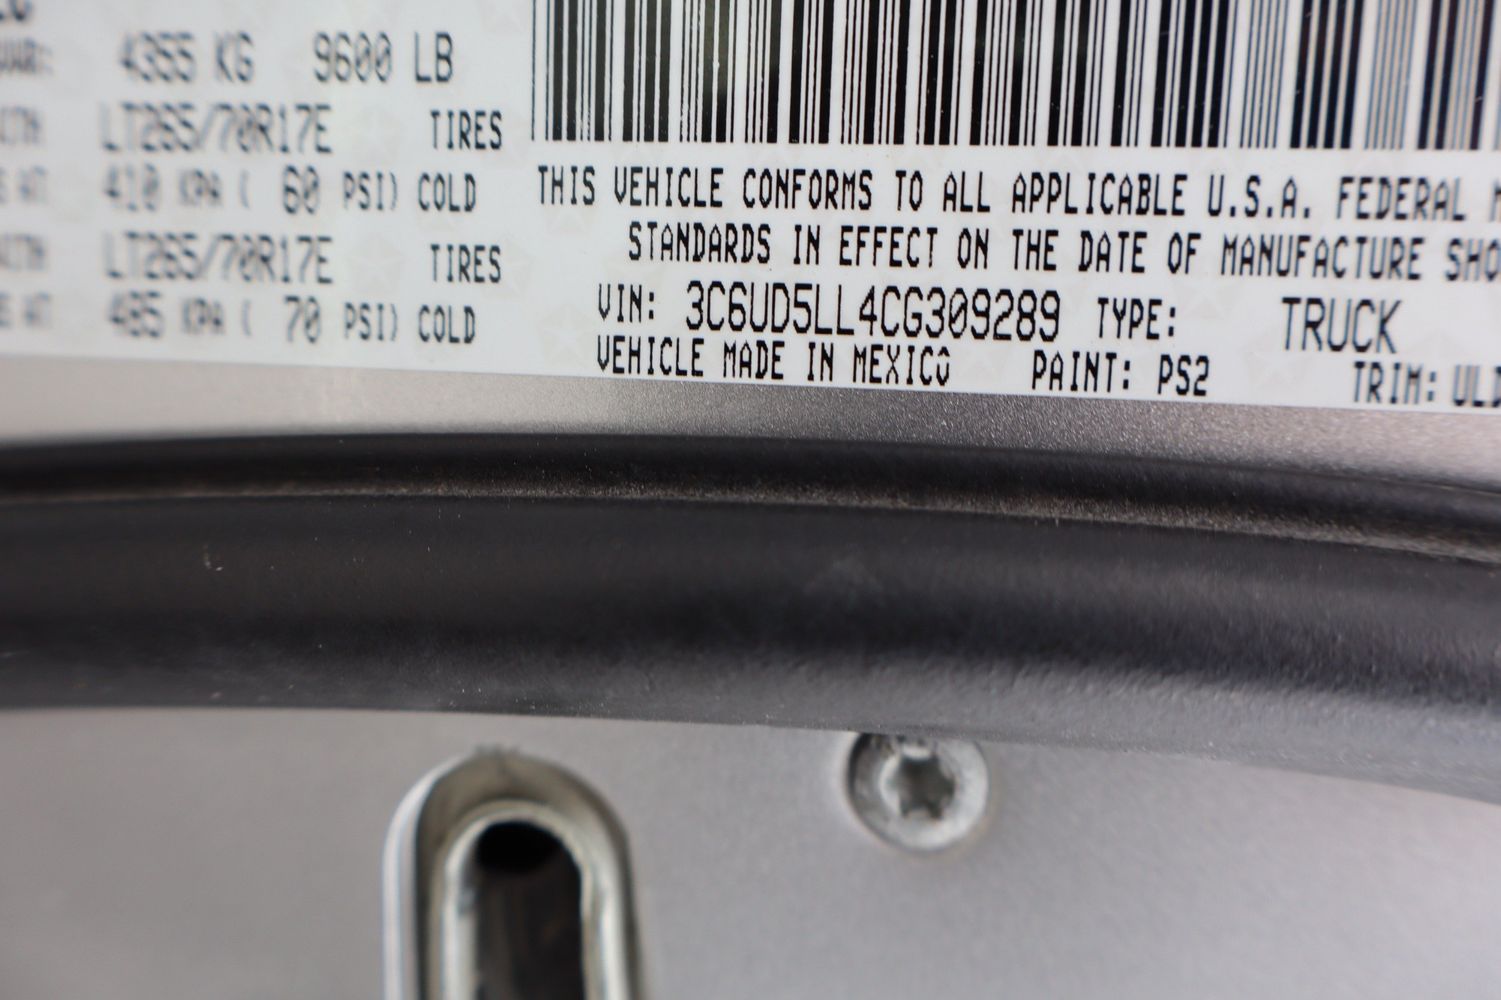 4355 KG 9600 LB
LT265/70R17E TIRES
410 KPA ( 60 PSI) COLD
LT265/70R17E TIRES
485 KPA ( 70 PSI) COLD
THIS VEHICLE CONFORMS TO ALL APPLICABLE U.S.A. FEDERAL
STANDARDS IN EFFECT ON THE DATE OF MANUFACTURE SHO
VIN: 3C6UD5LL4CG309289 TYPE: TRUCK
VEHICLE MADE IN MEXICO PAINT: PS2 TRIM: